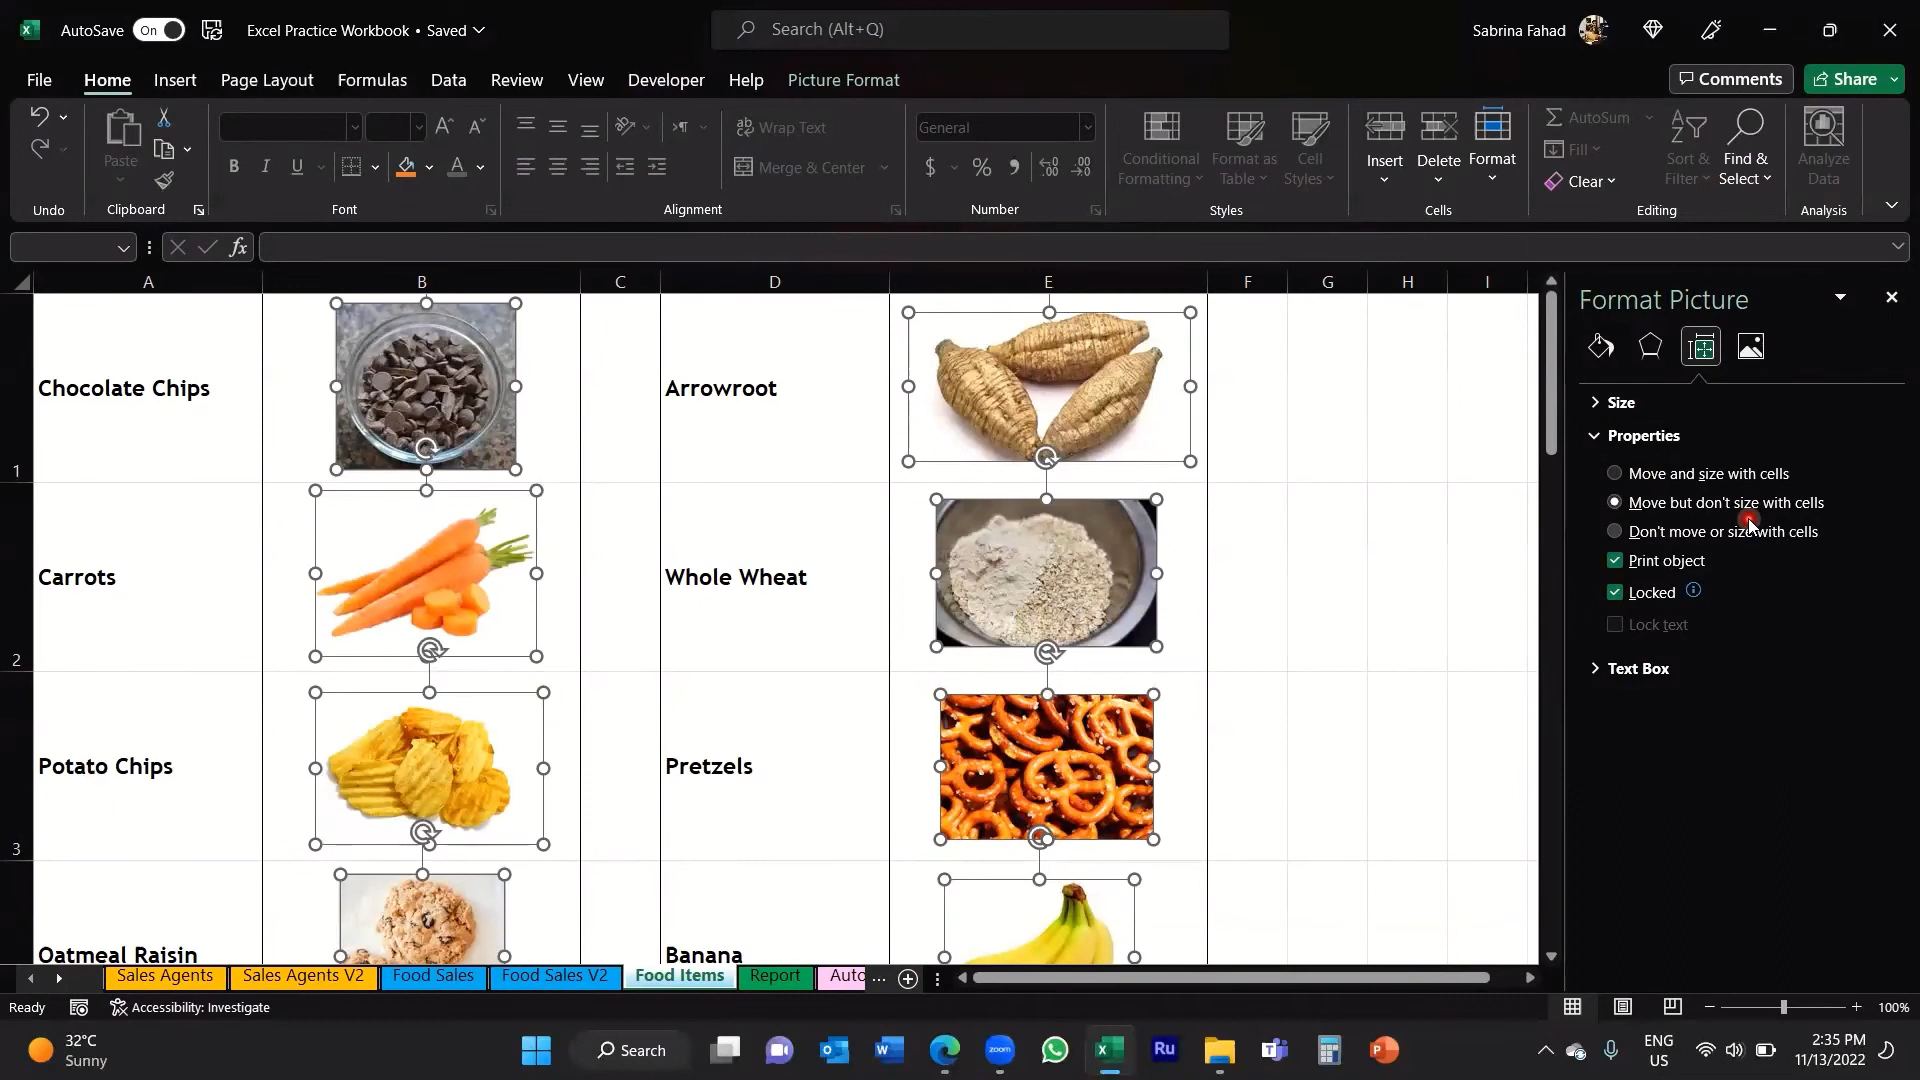 AutoSave On Excel Practice Workbook • Saved Search (Alt+Q) Sabrina Fahad
File Home Insert Page Layout Formulas Data Review View Developer Help Picture Format Comments Share
Paste
B I U
ab Wrap Text
Merge & Center
General
$ % 9
Conditional Formatting
Format as Table
Cell Styles
Insert Delete Format
AutoSum
Fill
Clear
Sort & Filter
Find & Select
Analyze Data
Undo Clipboard Font Alignment Number Styles Cells Editing Analysis
fx
A B C D E F G H I
1 Chocolate Chips Arrowroot
2 Carrots Whole Wheat
3 Potato Chips Pretzels
Oatmeal Raisin Banana
Format Picture
Size
Properties
Move and size with cells
Move but don't size with cells
Don't move or size with cells
Print object
Locked
Lock text
Text Box
Sales Agents Sales Agents V2 Food Sales Food Sales V2 Food Items Report Auto ...
Ready Accessibility: Investigate 100%
32°C
Sunny
Search
zoom
Ru
ENG
US
2:35 PM
11/13/2022